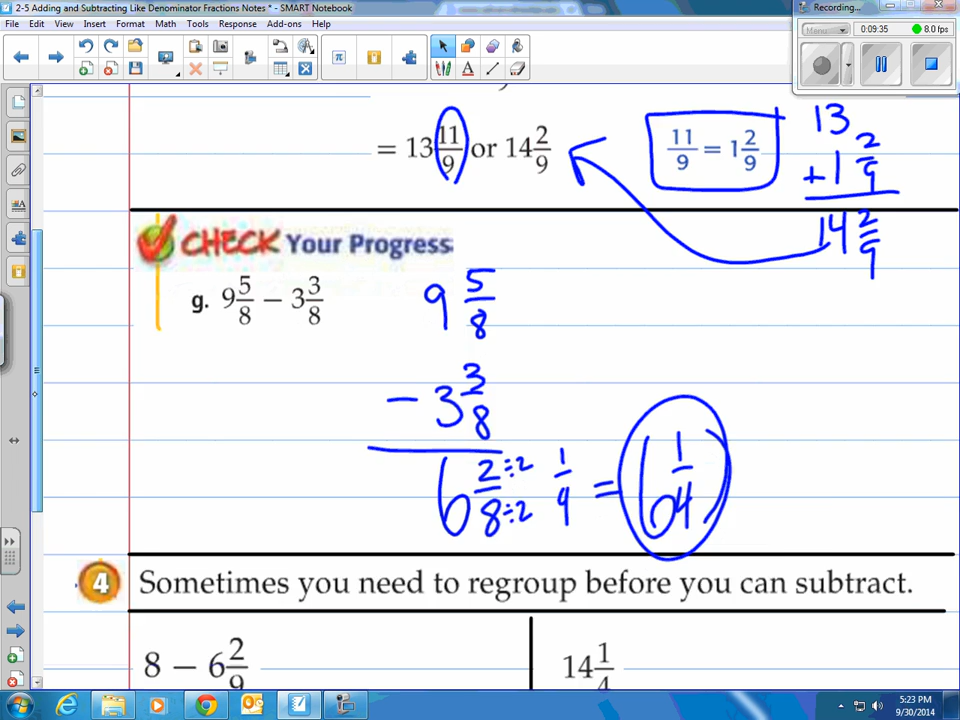 2-5 Adding and Subtracting Like Denominator Fractions Notes * - SMART Notebook
Recording...
File Edit View Insert Format Math Tools Response Add-ons Help
Menu 0:09:35 8.0 fps
= 13 11/9 or 14 2/9
11/9 = 1 2/9
13
+ 1 2/9
14 2/9
CHECK Your Progress
g. 9 5/8 − 3 3/8
9 5/8
− 3 3/8
6 2/8 ÷2 ÷2 1/4 = 6 1/4
4 Sometimes you need to regroup before you can subtract.
8 − 6 2/9
14 1/4
5:23 PM
9/30/2014